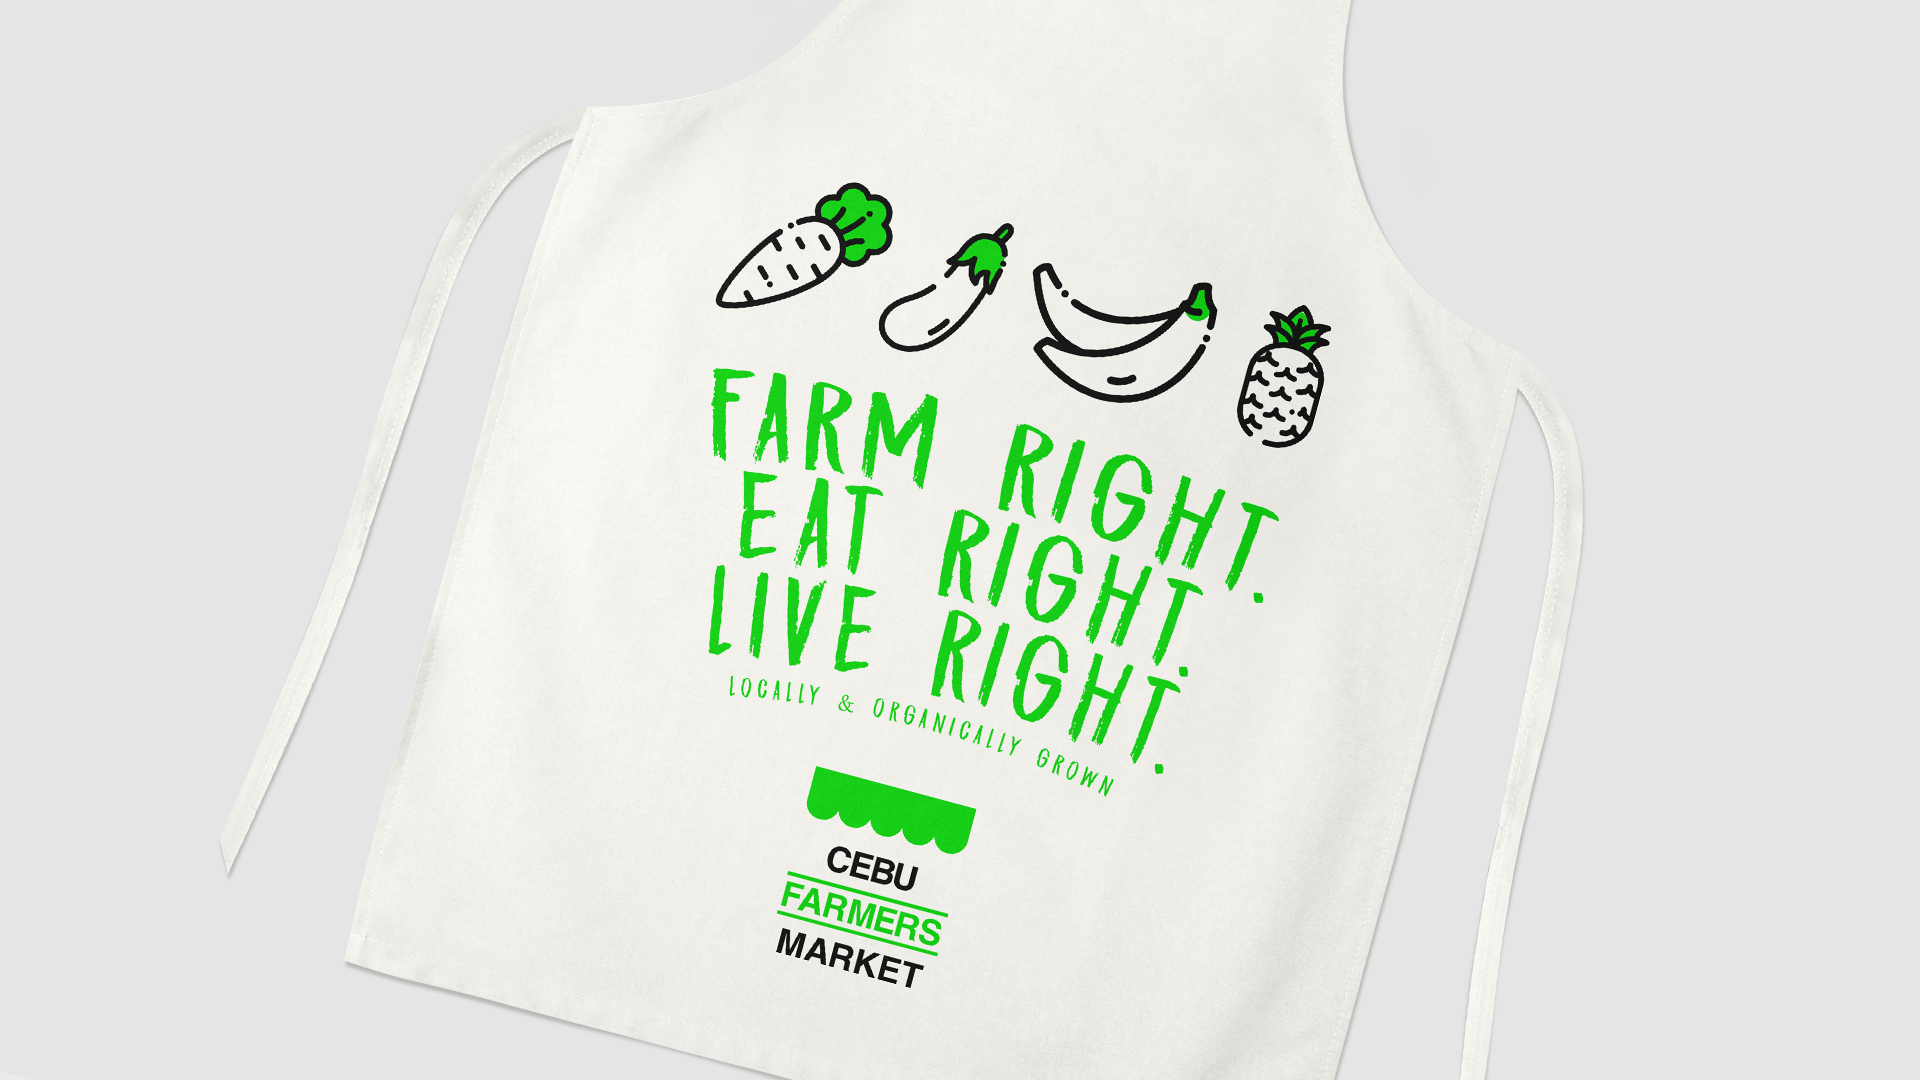 FARM RIGHT.
EAT RIGHT.
LIVE RIGHT.
LOCALLY & ORGANICALLY GROWN
CEBU
FARMERS
MARKET